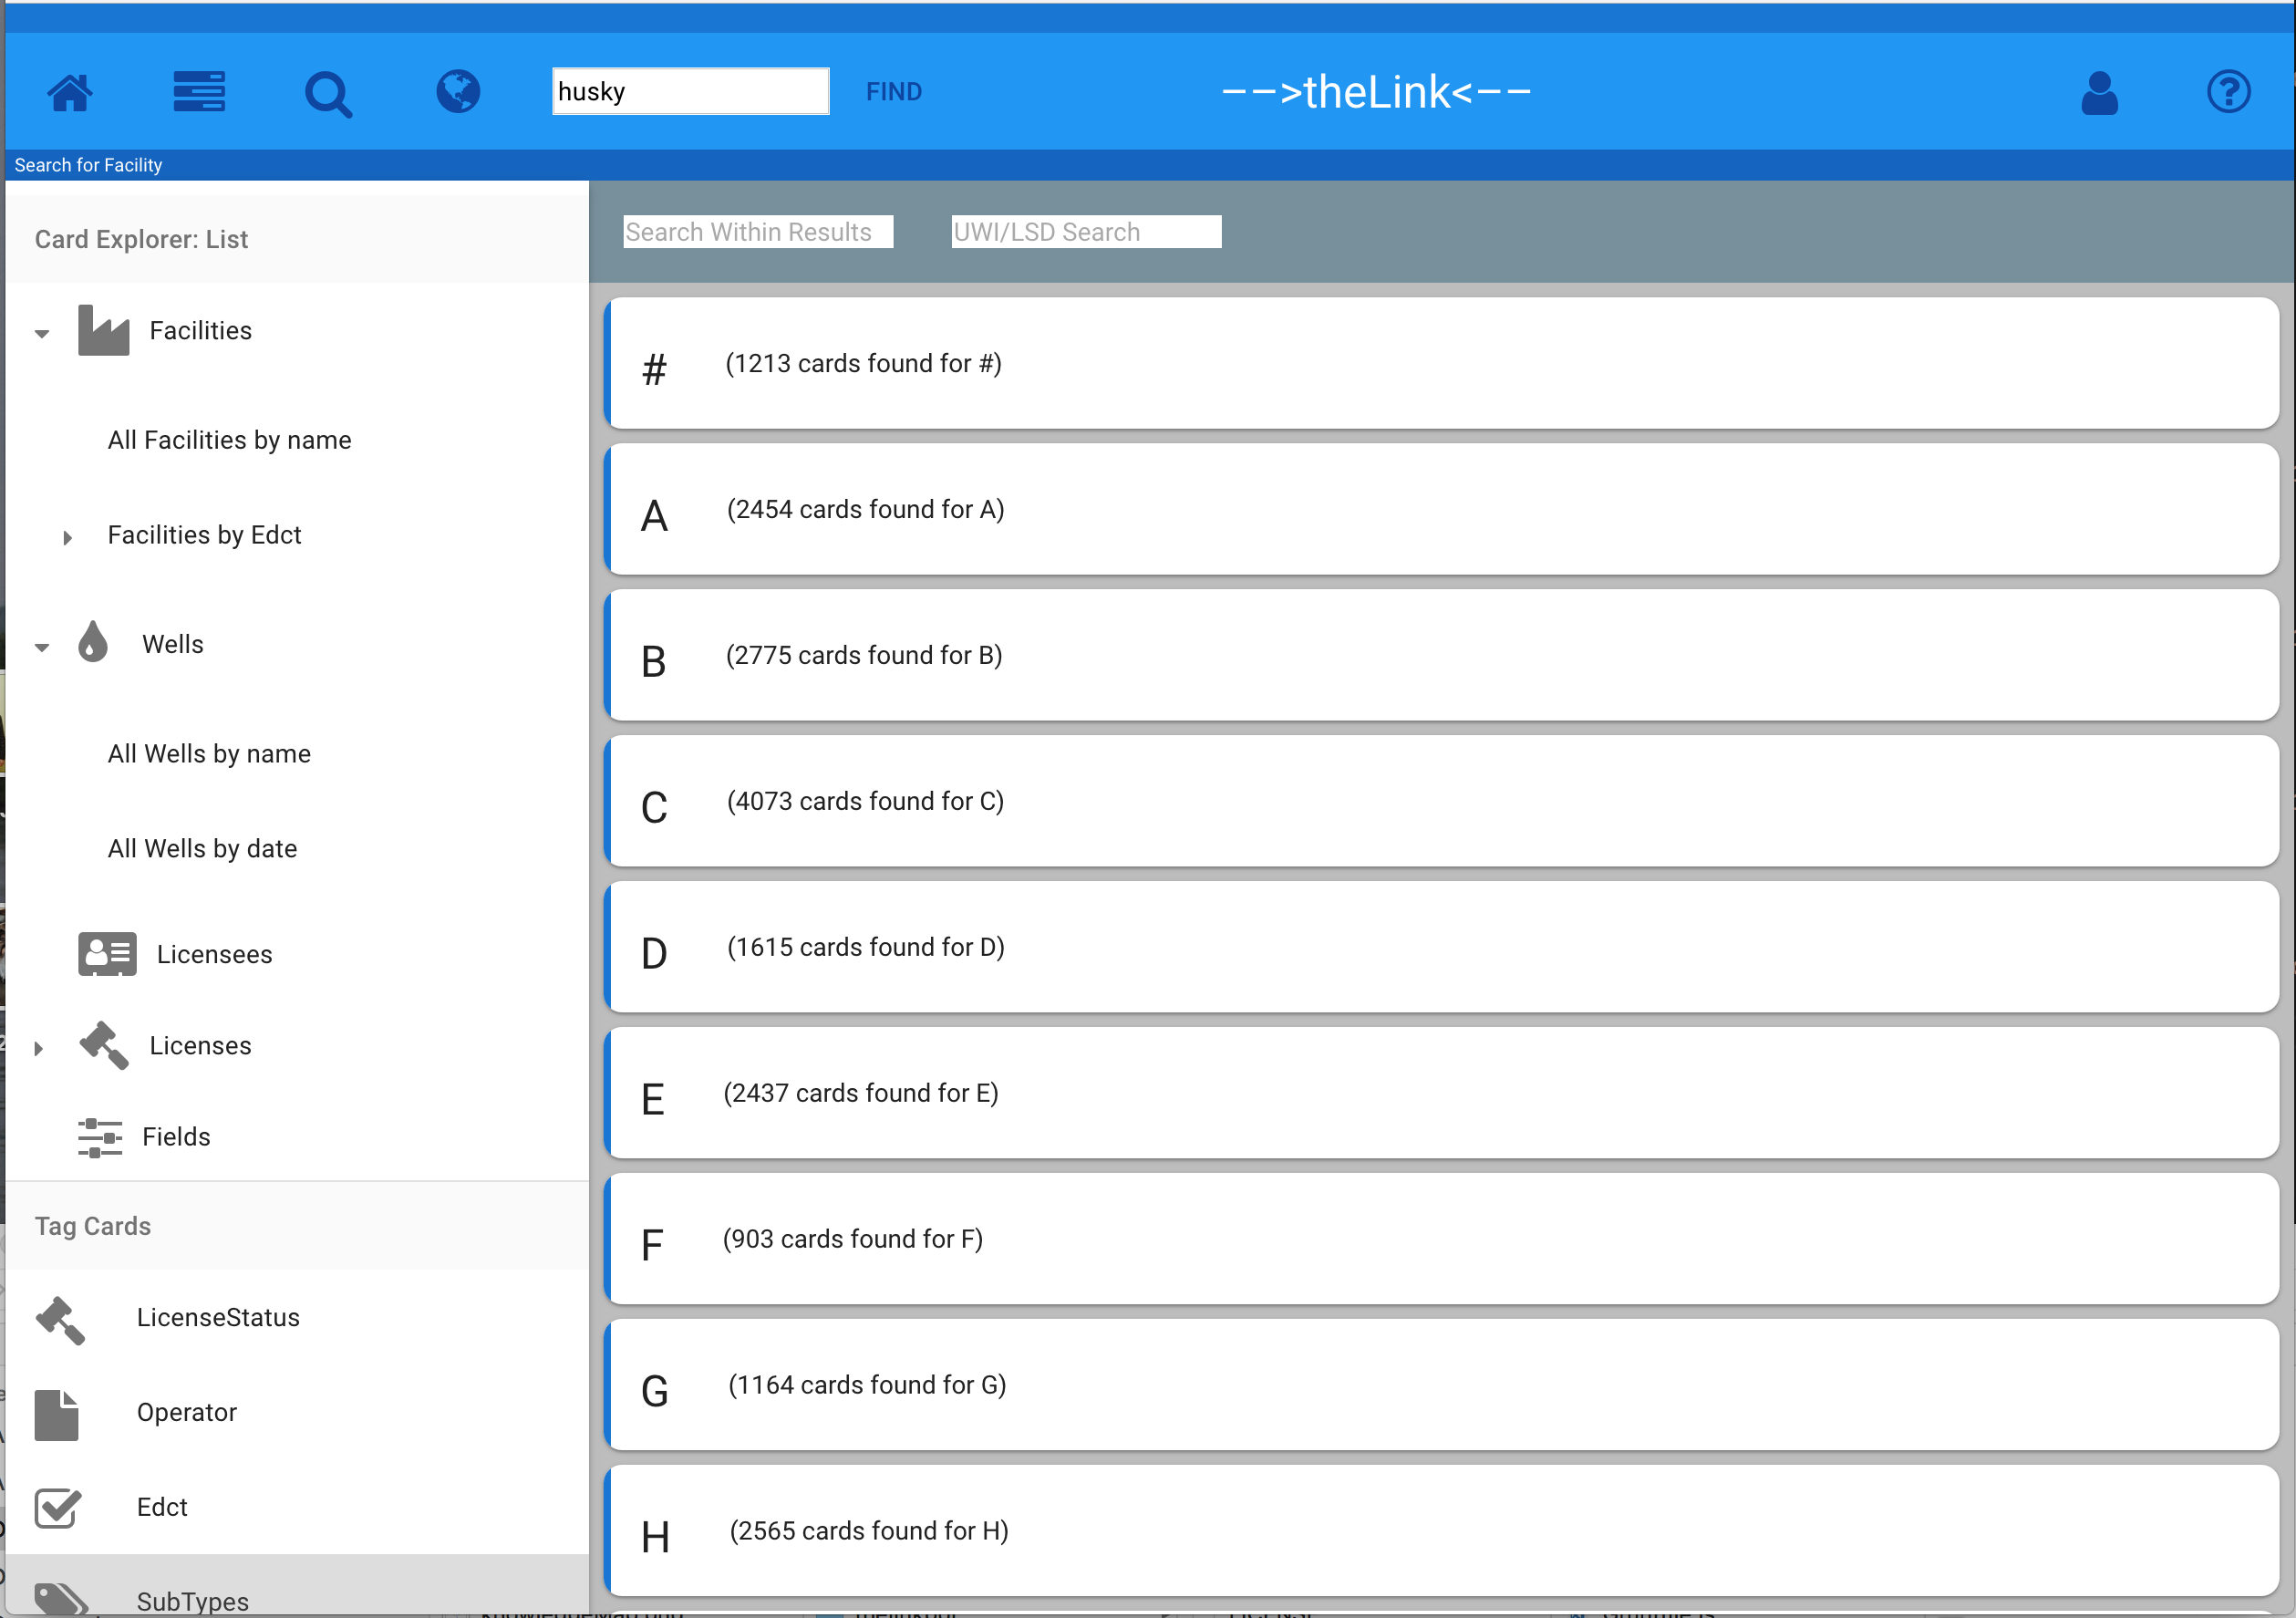 husky
FIND
-->theLink<--
Search for Facility
Card Explorer: List
Search Within Results
UWI/LSD Search
Facilities
All Facilities by name
Facilities by Edct
Wells
All Wells by name
All Wells by date
Licensees
Licenses
Fields
Tag Cards
LicenseStatus
Operator
Edct
SubTypes
# (1213 cards found for #)
A (2454 cards found for A)
B (2775 cards found for B)
C (4073 cards found for C)
D (1615 cards found for D)
E (2437 cards found for E)
F (903 cards found for F)
G (1164 cards found for G)
H (2565 cards found for H)